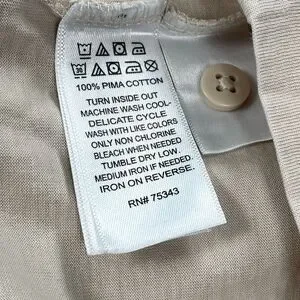 100% PIMA COTTON
TURN INSIDE OUT
MACHINE WASH COOL-
DELICATE CYCLE
WASH WITH LIKE COLORS
ONLY NON CHLORINE
BLEACH WHEN NEEDED
TUMBLE DRY LOW.
MEDIUM IRON IF NEEDED.
IRON ON REVERSE.
RN# 75343